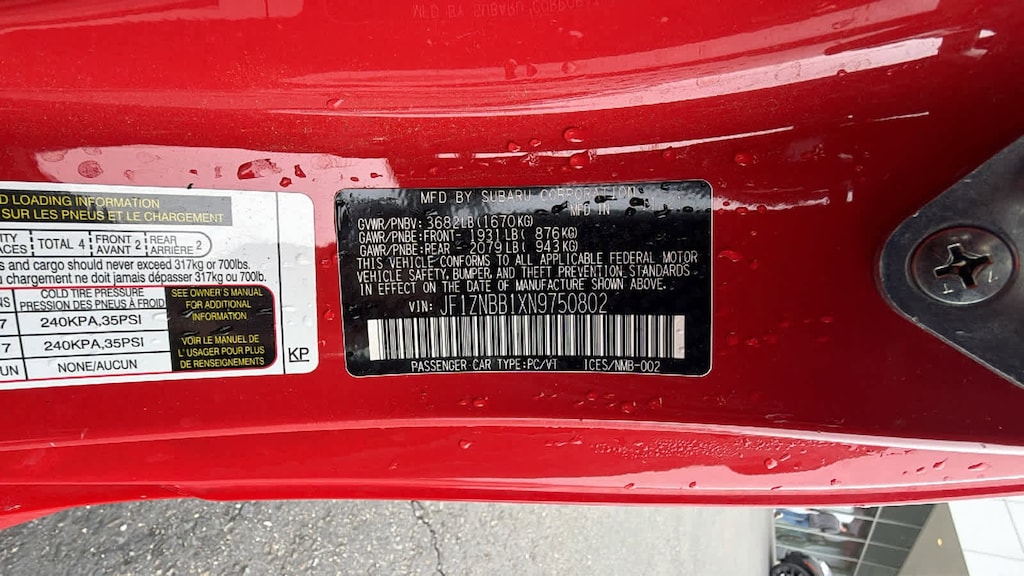 D LOADING INFORMATION
SUR LES PNEUS ET LE CHARGEMENT
TOTAL 4 FRONT AVANT 2 REAR ARRIÈRE 2
s and cargo should never exceed 317kg or 700lbs.
n chargement ne doit jamais dépasser 317kg ou 700lb.
COLD TIRE PRESSURE
PRESSION DES PNEUS À FROID
7 240KPA,35PSI
7 240KPA,35PSI
UN NONE/AUCUN
SEE OWNER'S MANUAL
FOR ADDITIONAL
INFORMATION
VOIR LE MANUEL DE
L' USAGER POUR PLUS
DE RENSEIGNEMENTS
KP
MFD BY SUBARU CORPORATION
MFD IN
GVWR/PNBV: 3682LB(1670KG)
GAWR/PNBE:FRONT- 1931LB( 876KG)
GAWR/PNBE:REAR - 2079LB( 943KG)
THIS VEHICLE CONFORMS TO ALL APPLICABLE FEDERAL MOTOR
VEHICLE SAFETY, BUMPER, AND THEFT PREVENTION STANDARDS
IN EFFECT ON THE DATE OF MANUFACTURE SHOWN ABOVE.
VIN: JF1ZNBB1XN9750802
PASSENGER CAR TYPE:PC/VT ICES/NMB-002